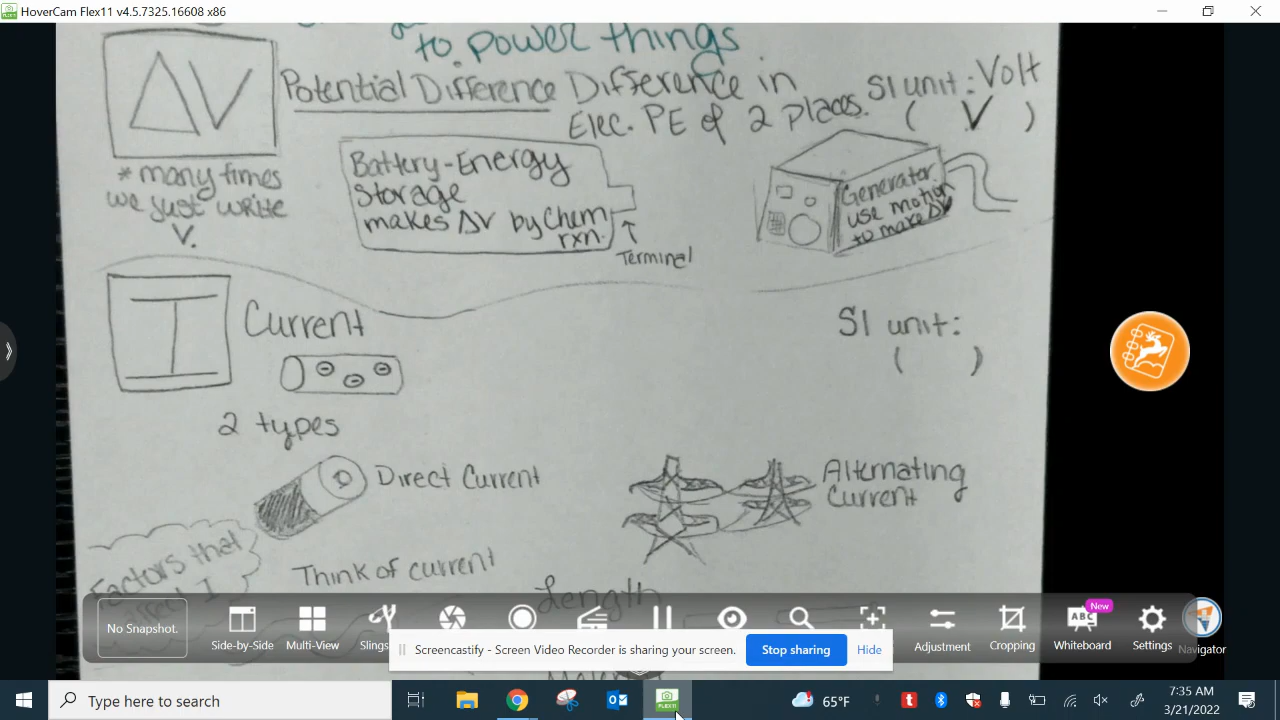 HoverCam Flex11 v4.5.7325.16608 x86
to power things
ΔV
Potential Difference Difference in
Elec. PE of 2 places.
SI unit: Volt
( V )
* many times
we just write
V.
Battery-Energy
Storage
makes ΔV by Chem
rxn.
Terminal
Generator
use motion
to make ΔV
I
Current
SI unit:
( )
2 types
Direct Current
Alternating
Current
Factors that
Think of current
Length
No Snapshot.
Side-by-Side
Multi-View
Slings
Adjustment
Cropping
New
ABC
Whiteboard
Settings
Navigator
Screencastify - Screen Video Recorder is sharing your screen.
Stop sharing
Hide
Type here to search
FLEX11
65°F
7:35 AM
3/21/2022